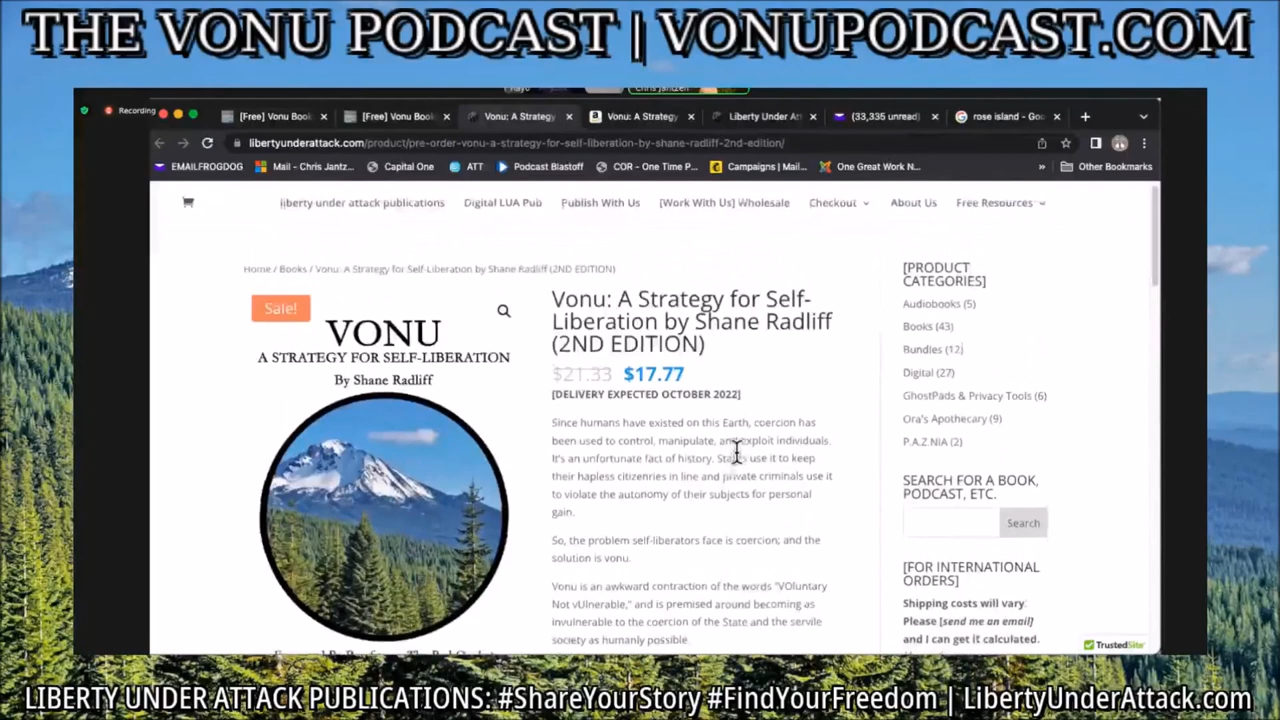 THE VONU PODCAST | VONUPODCAST.COM
Chris Jantzen
Recording
[Free] Vonu Book
[Free] Vonu Book
Vonu: A Strategy
Vonu: A Strategy
Liberty Under At
(33,335 unread)
rose island - Goo
libertyunderattack.com/product/pre-order-vonu-a-strategy-for-self-liberation-by-shane-radliff-2nd-edition/
EMAILFROGDOG
Mail - Chris Jantz...
Capital One
ATT
Podcast Blastoff
COR - One Time P...
Campaigns | Mail...
One Great Work N...
»
Other Bookmarks
liberty under attack publications
Digital LUA Pub
Publish With Us
[Work With Us] Wholesale
Checkout
About Us
Free Resources
Home / Books / Vonu: A Strategy for Self-Liberation by Shane Radliff (2ND EDITION)
Sale!
VONU
A STRATEGY FOR SELF-LIBERATION
By Shane Radliff
Vonu: A Strategy for Self-
Liberation by Shane Radliff
(2ND EDITION)
$21.33 $17.77
[DELIVERY EXPECTED OCTOBER 2022]
Since humans have existed on this Earth, coercion has
been used to control, manipulate, and exploit individuals.
It's an unfortunate fact of history. States use it to keep
their hapless citizenries in line and private criminals use it
to violate the autonomy of their subjects for personal
gain.
So, the problem self-liberators face is coercion; and the
solution is vonu.
Vonu is an awkward contraction of the words "VOluntary
Not vUlnerable," and is premised around becoming as
invulnerable to the coercion of the State and the servile
society as humanly possible.
[PRODUCT
CATEGORIES]
Audiobooks (5)
Books (43)
Bundles (12)
Digital (27)
GhostPads & Privacy Tools (6)
Ora's Apothecary (9)
P.A.Z.NIA (2)
SEARCH FOR A BOOK,
PODCAST, ETC.
Search
[FOR INTERNATIONAL
ORDERS]
Shipping costs will vary.
Please [send me an email]
and I can get it calculated.
TrustedSite
LIBERTY UNDER ATTACK PUBLICATIONS: #ShareYourStory #FindYourFreedom | LibertyUnderAttack.com